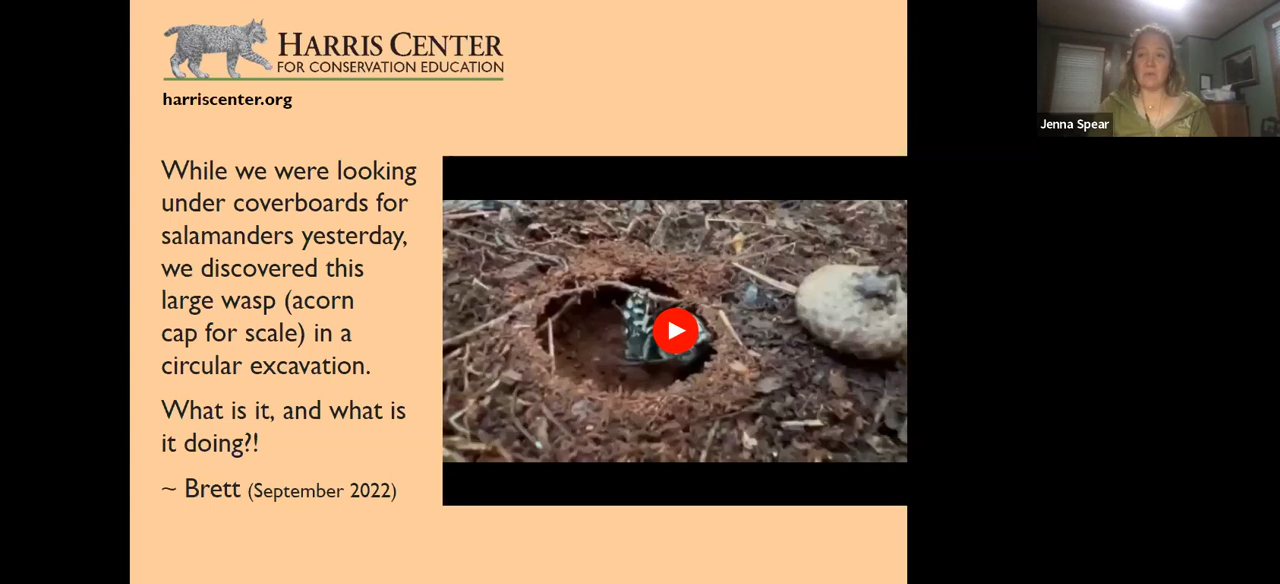 HARRIS CENTER
FOR CONSERVATION EDUCATION
harriscenter.org
While we were looking
under coverboards for
salamanders yesterday,
we discovered this
large wasp (acorn
cap for scale) in a
circular excavation.
What is it, and what is
it doing?!
~ Brett (September 2022)
Jenna Spear